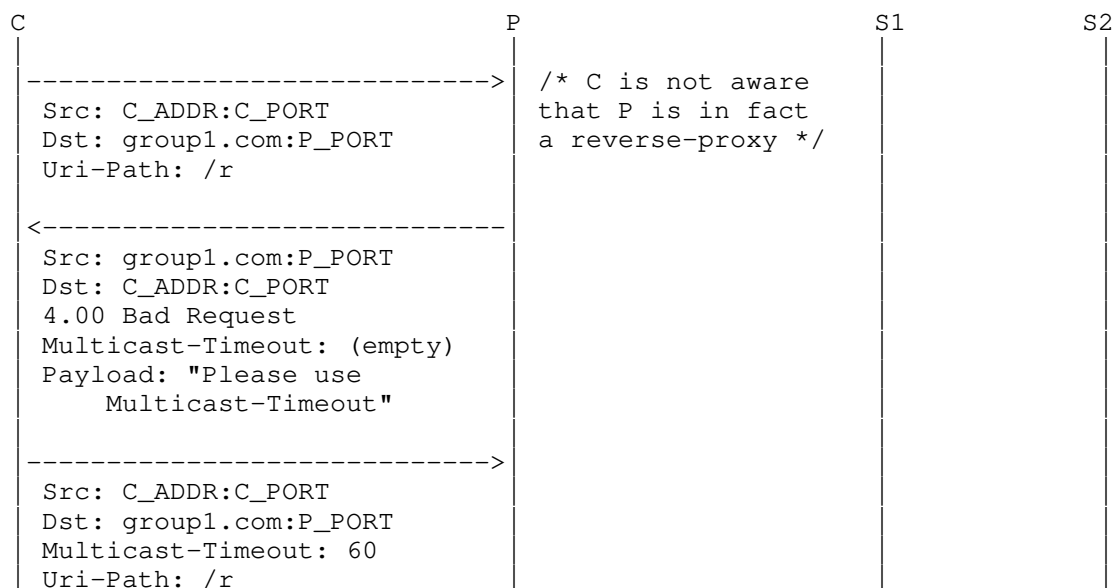 C P S1 S2
/* C is not aware
Src: C_ADDR:C_PORT that P is in fact
Dst: group1.com:P_PORT a reverse-proxy */
Uri-Path: /r
Src: group1.com:P_PORT
Dst: C_ADDR:C_PORT
4.00 Bad Request
Multicast-Timeout: (empty)
Payload: "Please use
Multicast-Timeout"
Src: C_ADDR:C_PORT
Dst: group1.com:P_PORT
Multicast-Timeout: 60
Uri-Path: /r